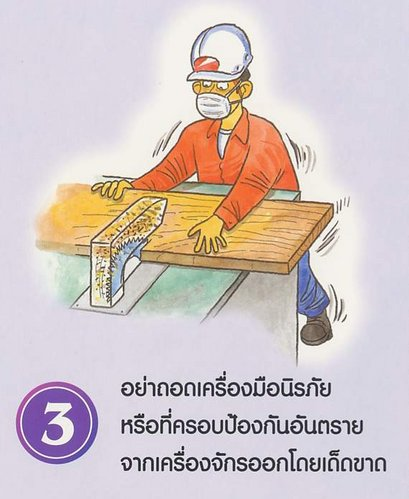 3
อย่าถอดเครื่องมือนิรภัย
หรือที่ครอบป้องกันอันตราย
จากเครื่องจักรออกโดยเด็ดขาด